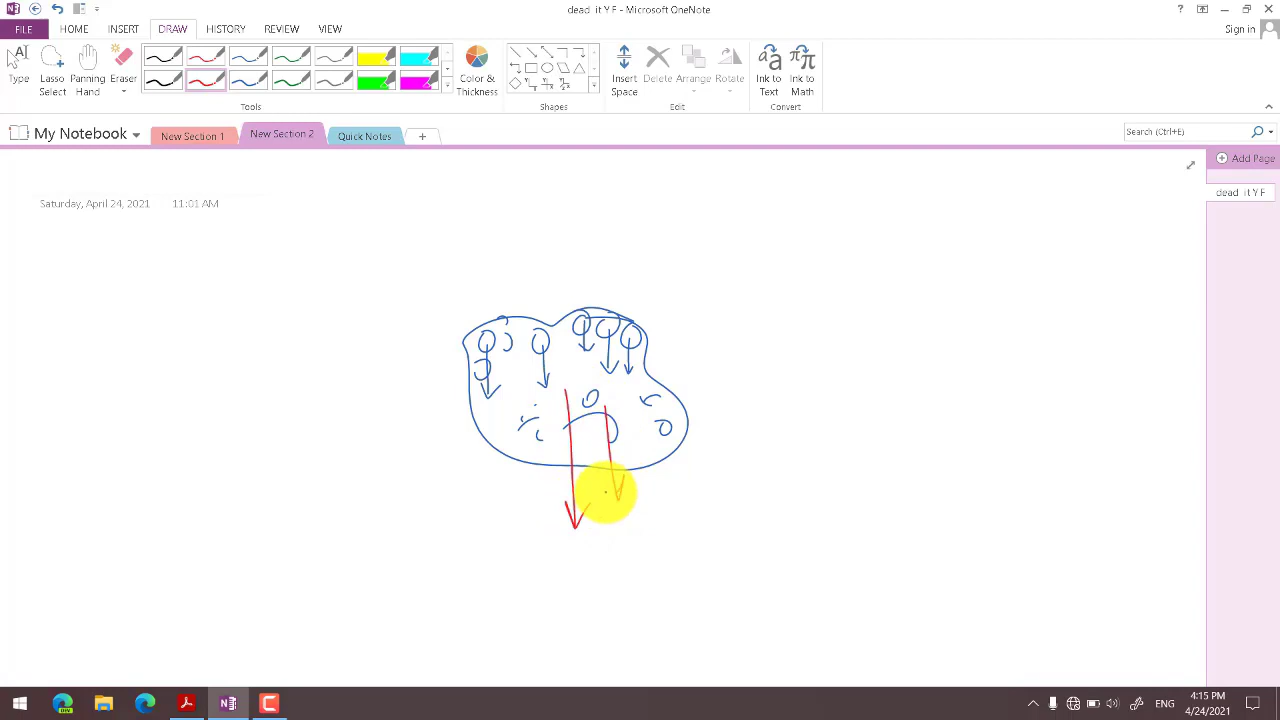 dead it Y F - Microsoft OneNote
Sign in
FILE HOME INSERT DRAW HISTORY REVIEW VIEW
Type Lasso Select Panning Hand Eraser
Color & Thickness
Insert Space Delete Arrange Rotate
Ink to Text Ink to Math
Tools Shapes Edit Convert
My Notebook New Section 1 New Section 2 Quick Notes
Search (Ctrl+E)
Add Page
dead it Y F
Saturday, April 24, 2021 11:01 AM
ENG
4:15 PM
4/24/2021